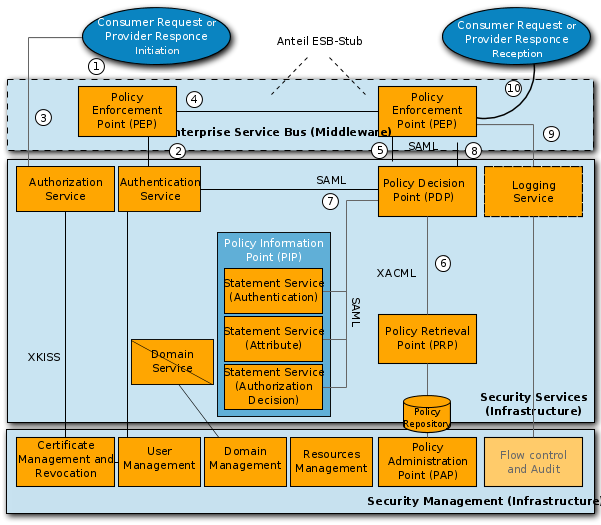 Consumer Request or
Provider Responce
Initiation
Consumer Request or
Provider Responce
Reception
Anteil ESB-Stub
1
10
3
Policy
Enforcement
Point (PEP)
4
Policy
Enforcement
Point (PEP)
9
Enterprise Service Bus (Middleware)
2
5
SAML
8
Authorization
Service
Authentication
Service
SAML
7
Policy Decision
Point (PDP)
Logging
Service
Policy Information
Point (PIP)
6
XACML
Statement Service
(Authentication)
SAML
Statement Service
(Attribute)
Policy Retrieval
Point (PRP)
XKISS
Domain
Service
Statement Service
(Authorization
Decision)
Policy
Repository
Security Services
(Infrastructure)
Certificate
Management and
Revocation
User
Management
Domain
Management
Resources
Management
Policy
Administration
Point (PAP)
Flow control
and Audit
Security Management (Infrastructure)